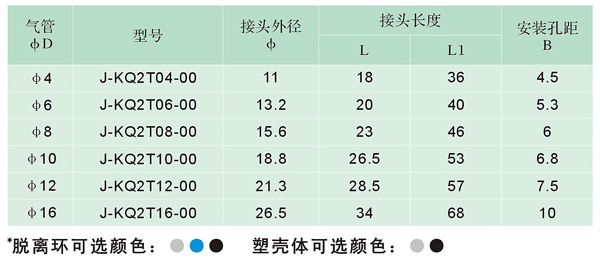 气管 φD 型号 接头外径 φ 接头长度 L L1 安装孔距 B
φ4 J-KQ2T04-00 11 18 36 4.5
φ6 J-KQ2T06-00 13.2 20 40 5.3
φ8 J-KQ2T08-00 15.6 23 46 6
φ10 J-KQ2T10-00 18.8 26.5 53 6.8
φ12 J-KQ2T12-00 21.3 28.5 57 7.5
φ16 J-KQ2T16-00 26.5 34 68 10
*脱离环可选颜色： 塑壳体可选颜色：